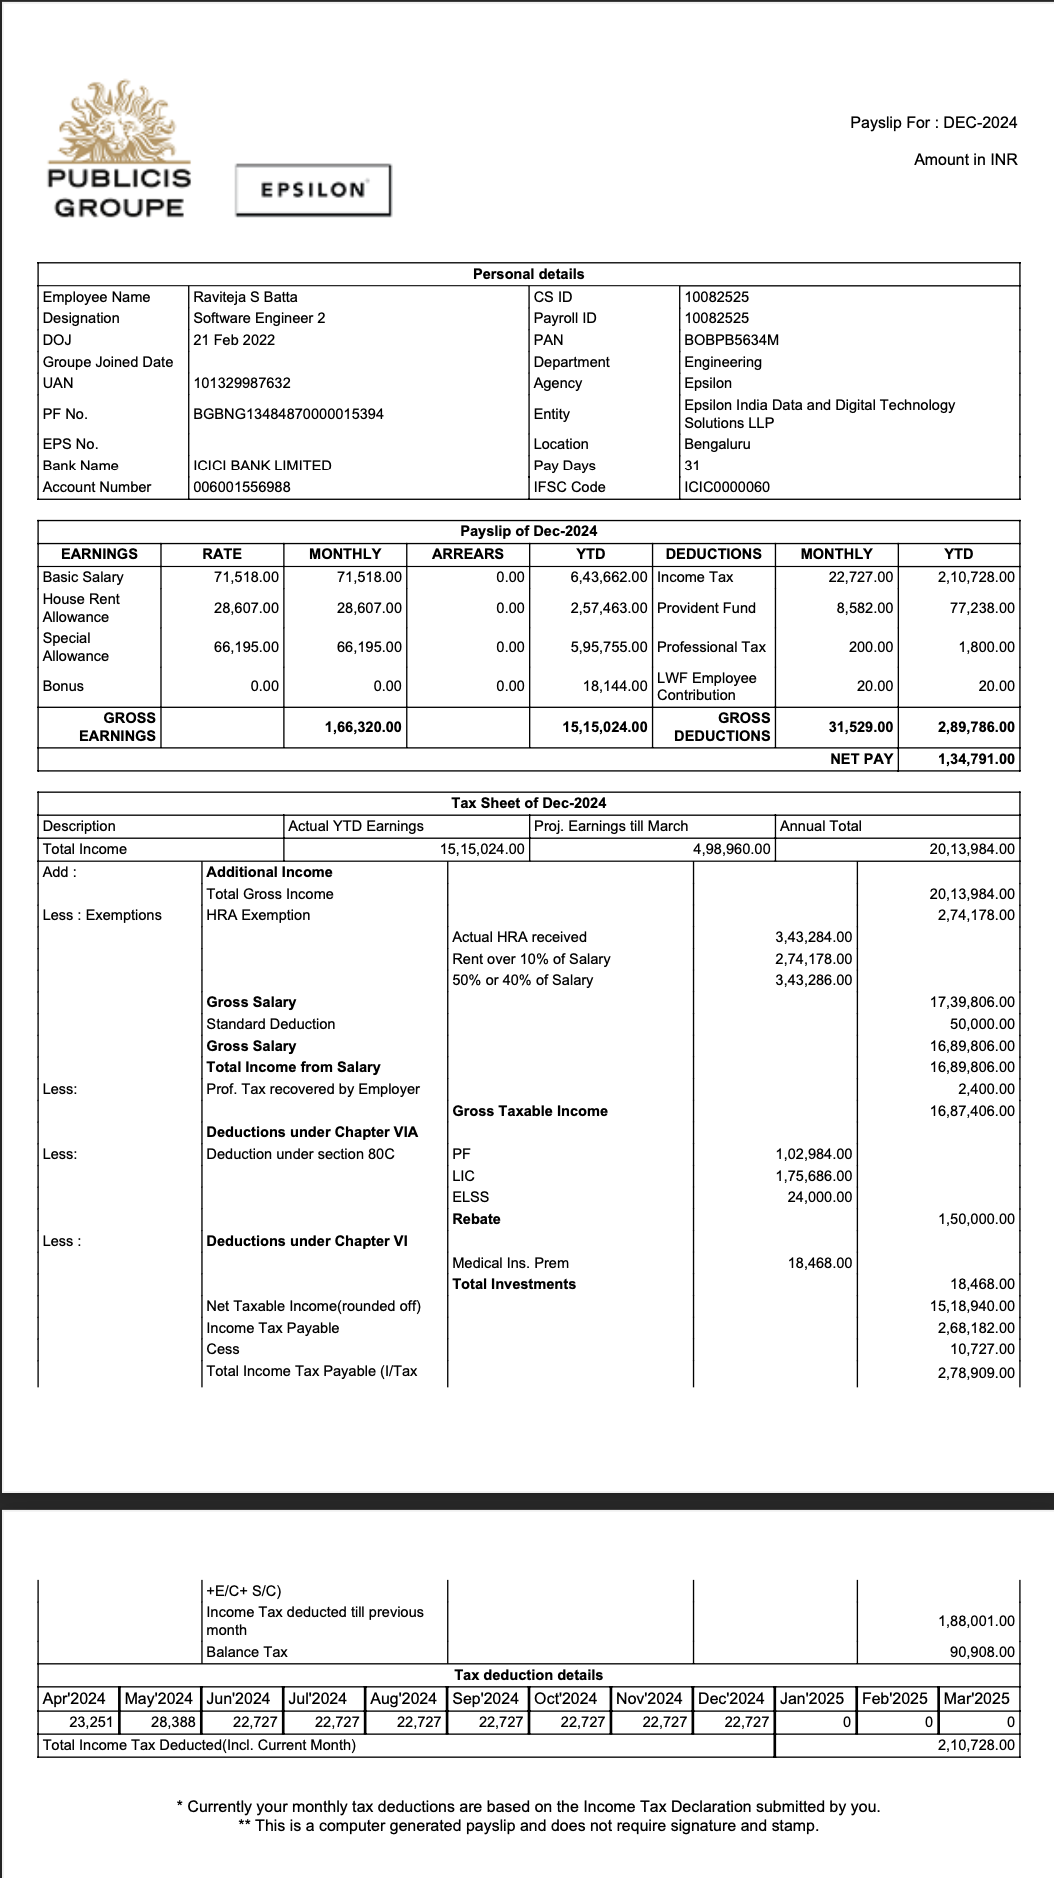 PUBLICIS
GROUPE
EPSILON
Payslip For : DEC-2024
Amount in INR
Personal details
Employee Name Raviteja S Batta CS ID 10082525
Designation Software Engineer 2 Payroll ID 10082525
DOJ 21 Feb 2022 PAN BOBPB5634M
Groupe Joined Date Department Engineering
UAN 101329987632 Agency Epsilon
PF No. BGBNG13484870000015394 Entity Epsilon India Data and Digital Technology
Solutions LLP
EPS No. Location Bengaluru
Bank Name ICICI BANK LIMITED Pay Days 31
Account Number 006001556988 IFSC Code ICIC0000060
Payslip of Dec-2024
EARNINGS RATE MONTHLY ARREARS YTD DEDUCTIONS MONTHLY YTD
Basic Salary 71,518.00 71,518.00 0.00 6,43,662.00 Income Tax 22,727.00 2,10,728.00
House Rent
Allowance 28,607.00 28,607.00 0.00 2,57,463.00 Provident Fund 8,582.00 77,238.00
Special
Allowance 66,195.00 66,195.00 0.00 5,95,755.00 Professional Tax 200.00 1,800.00
Bonus 0.00 0.00 0.00 18,144.00 LWF Employee
Contribution 20.00 20.00
GROSS
EARNINGS 1,66,320.00 15,15,024.00 GROSS
DEDUCTIONS 31,529.00 2,89,786.00
NET PAY 1,34,791.00
Tax Sheet of Dec-2024
Description Actual YTD Earnings Proj. Earnings till March Annual Total
Total Income 15,15,024.00 4,98,960.00 20,13,984.00
Add : Additional Income
Total Gross Income 20,13,984.00
Less : Exemptions HRA Exemption 2,74,178.00
Actual HRA received 3,43,284.00
Rent over 10% of Salary 2,74,178.00
50% or 40% of Salary 3,43,286.00
Gross Salary 17,39,806.00
Standard Deduction 50,000.00
Gross Salary 16,89,806.00
Total Income from Salary 16,89,806.00
Less: Prof. Tax recovered by Employer 2,400.00
Gross Taxable Income 16,87,406.00
Deductions under Chapter VIA
Less: Deduction under section 80C PF 1,02,984.00
LIC 1,75,686.00
ELSS 24,000.00
Rebate 1,50,000.00
Less : Deductions under Chapter VI
Medical Ins. Prem 18,468.00
Total Investments 18,468.00
Net Taxable Income(rounded off) 15,18,940.00
Income Tax Payable 2,68,182.00
Cess 10,727.00
Total Income Tax Payable (I/Tax 2,78,909.00
+E/C+ S/C)
Income Tax deducted till previous
month 1,88,001.00
Balance Tax 90,908.00
Tax deduction details
Apr'2024 May'2024 Jun'2024 Jul'2024 Aug'2024 Sep'2024 Oct'2024 Nov'2024 Dec'2024 Jan'2025 Feb'2025 Mar'2025
23,251 28,388 22,727 22,727 22,727 22,727 22,727 22,727 22,727 0 0 0
Total Income Tax Deducted(Incl. Current Month) 2,10,728.00
* Currently your monthly tax deductions are based on the Income Tax Declaration submitted by you.
** This is a computer generated payslip and does not require signature and stamp.